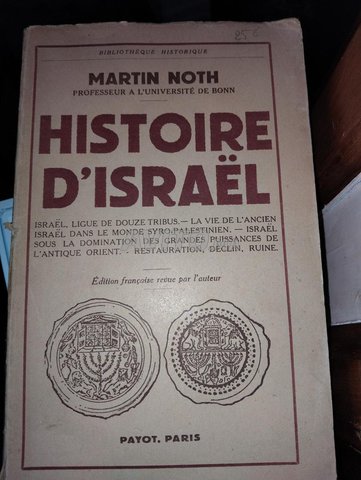 BIBLIOTHÈQUE HISTORIQUE
25 €
MARTIN NOTH
PROFESSEUR A L'UNIVERSITÉ DE BONN
HISTOIRE
D'ISRAËL
ISRAËL, LIGUE DE DOUZE TRIBUS. — LA VIE DE L'ANCIEN
ISRAËL DANS LE MONDE SYRO-PALESTINIEN. — ISRAËL
SOUS LA DOMINATION DES GRANDES PUISSANCES DE
L'ANTIQUE ORIENT. - RESTAURATION, DÉCLIN, RUINE.
Édition française revue par l'auteur
PAYOT. PARIS